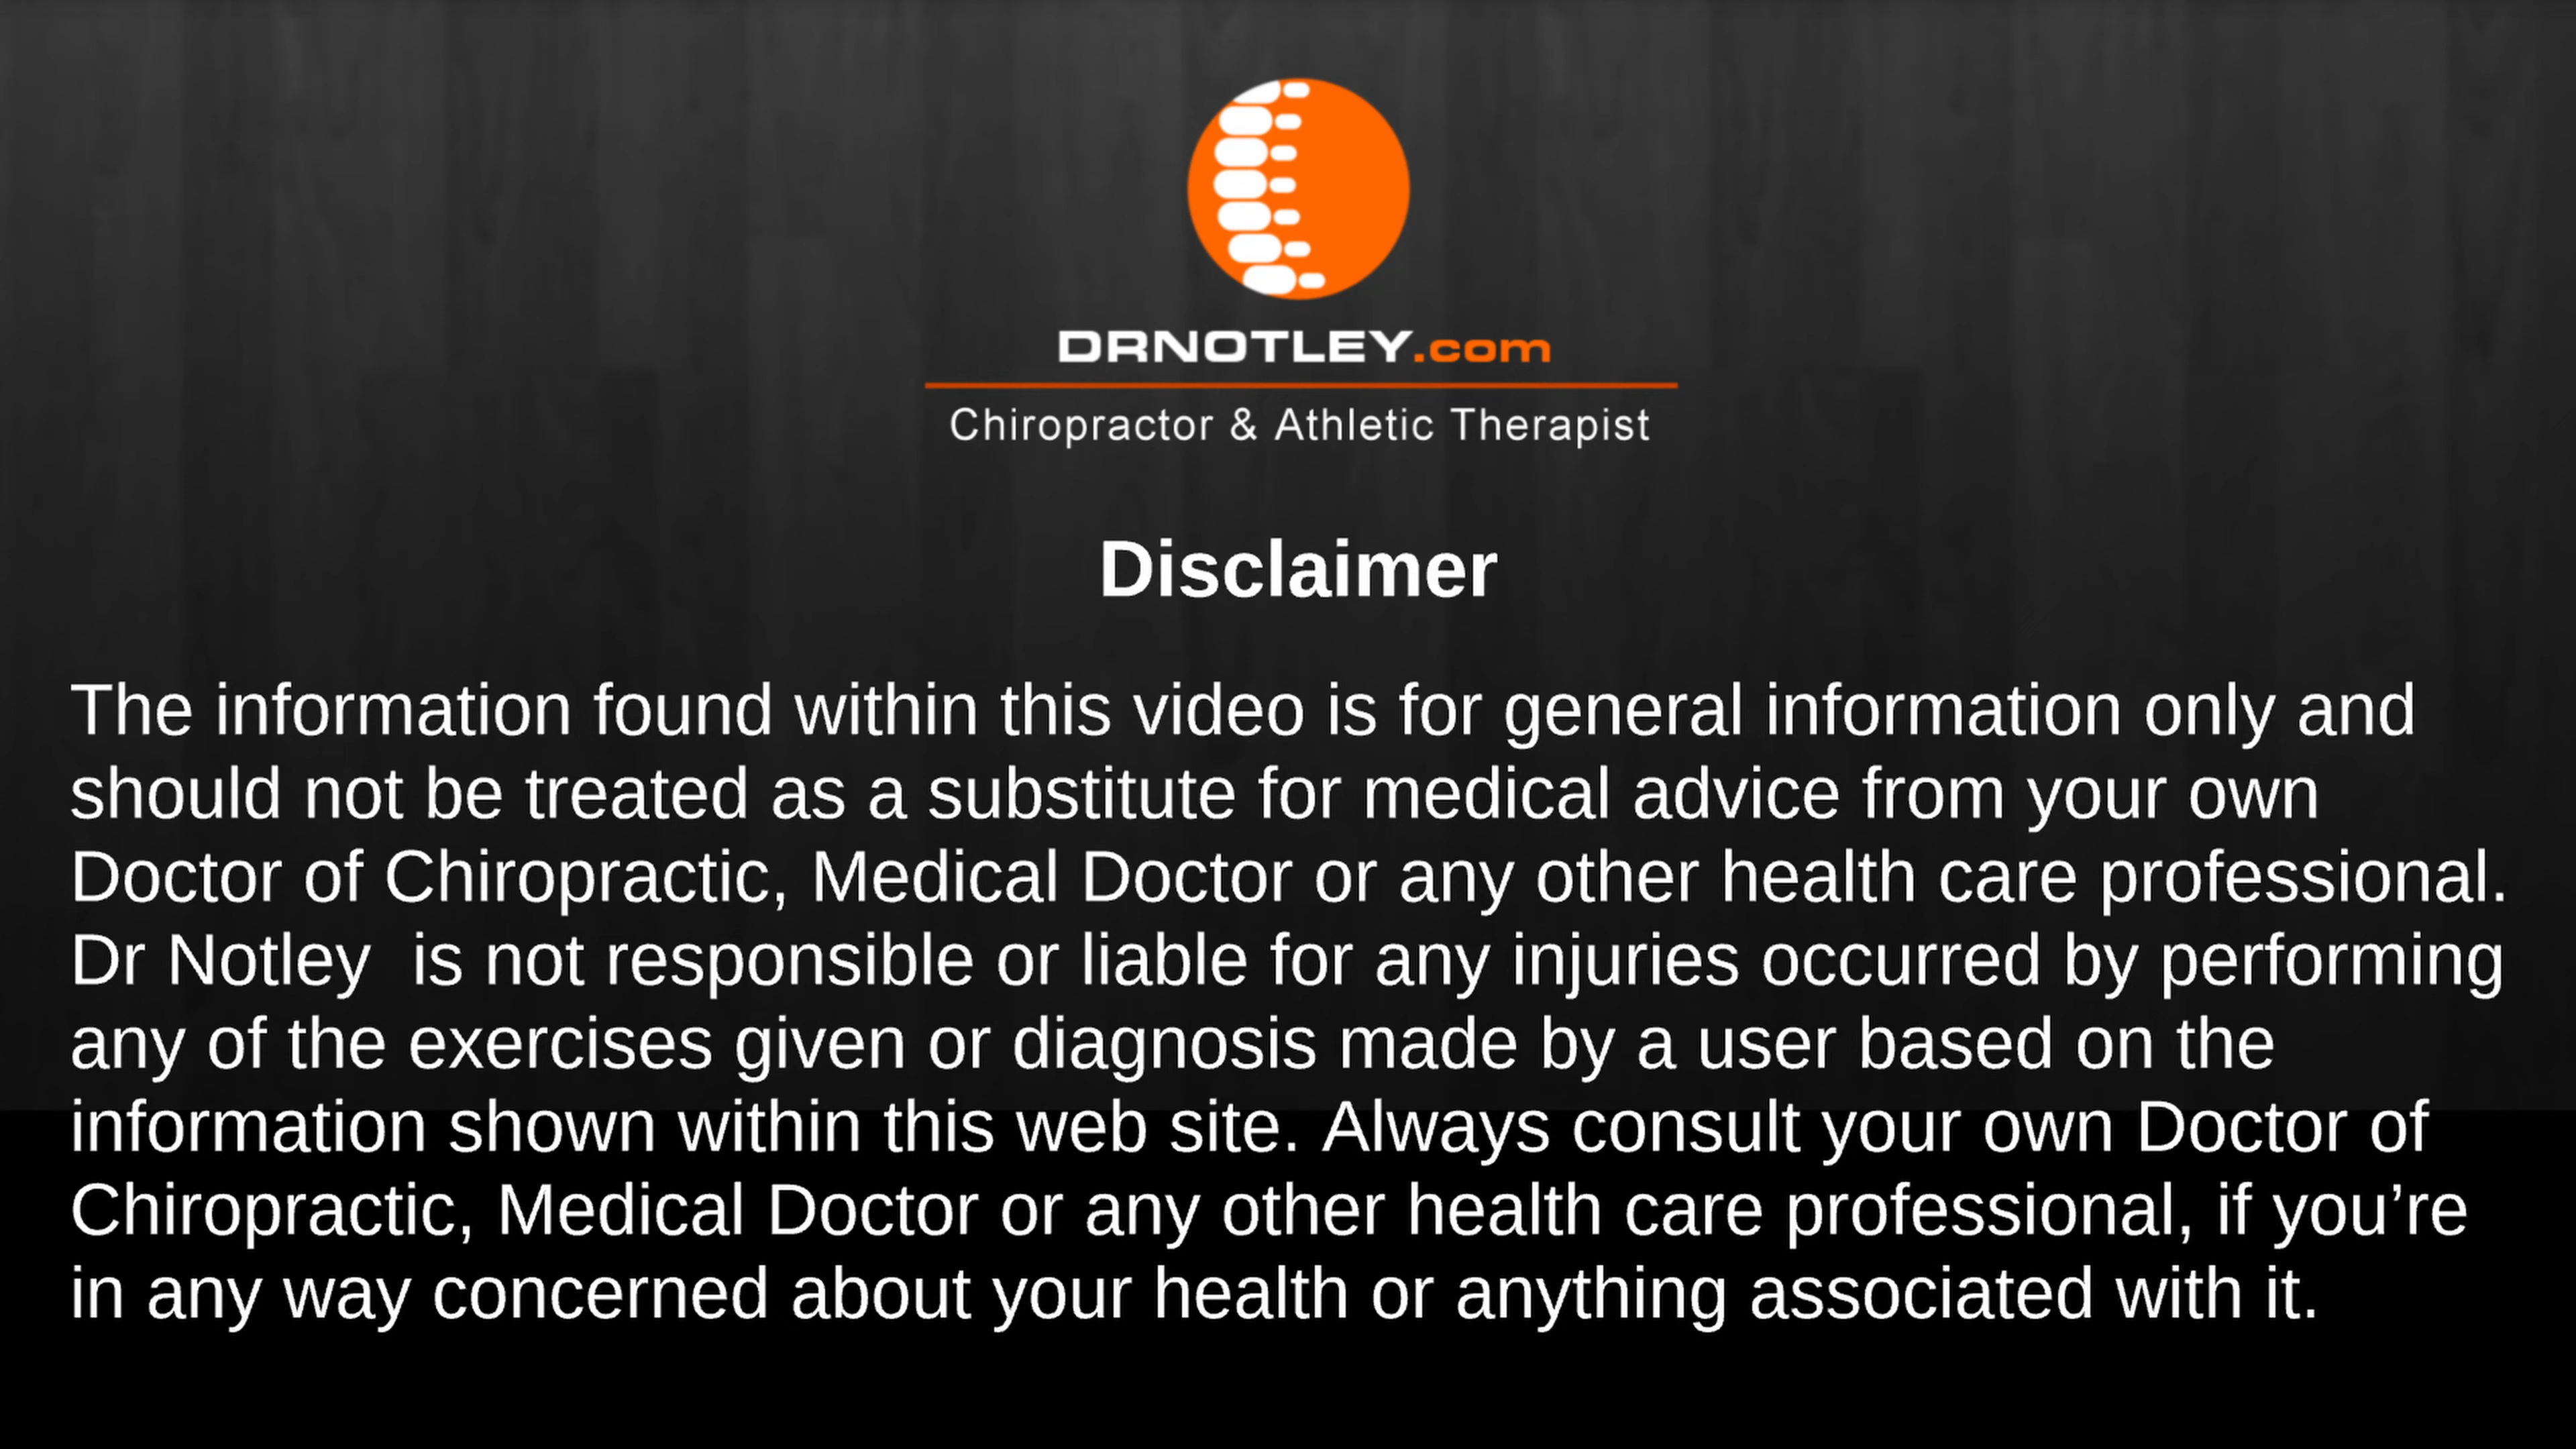 DRNOTLEY.com
Chiropractor & Athletic Therapist
Disclaimer
The information found within this video is for general information only and
should not be treated as a substitute for medical advice from your own
Doctor of Chiropractic, Medical Doctor or any other health care professional.
Dr Notley  is not responsible or liable for any injuries occurred by performing
any of the exercises given or diagnosis made by a user based on the
information shown within this web site. Always consult your own Doctor of
Chiropractic, Medical Doctor or any other health care professional, if you’re
in any way concerned about your health or anything associated with it.